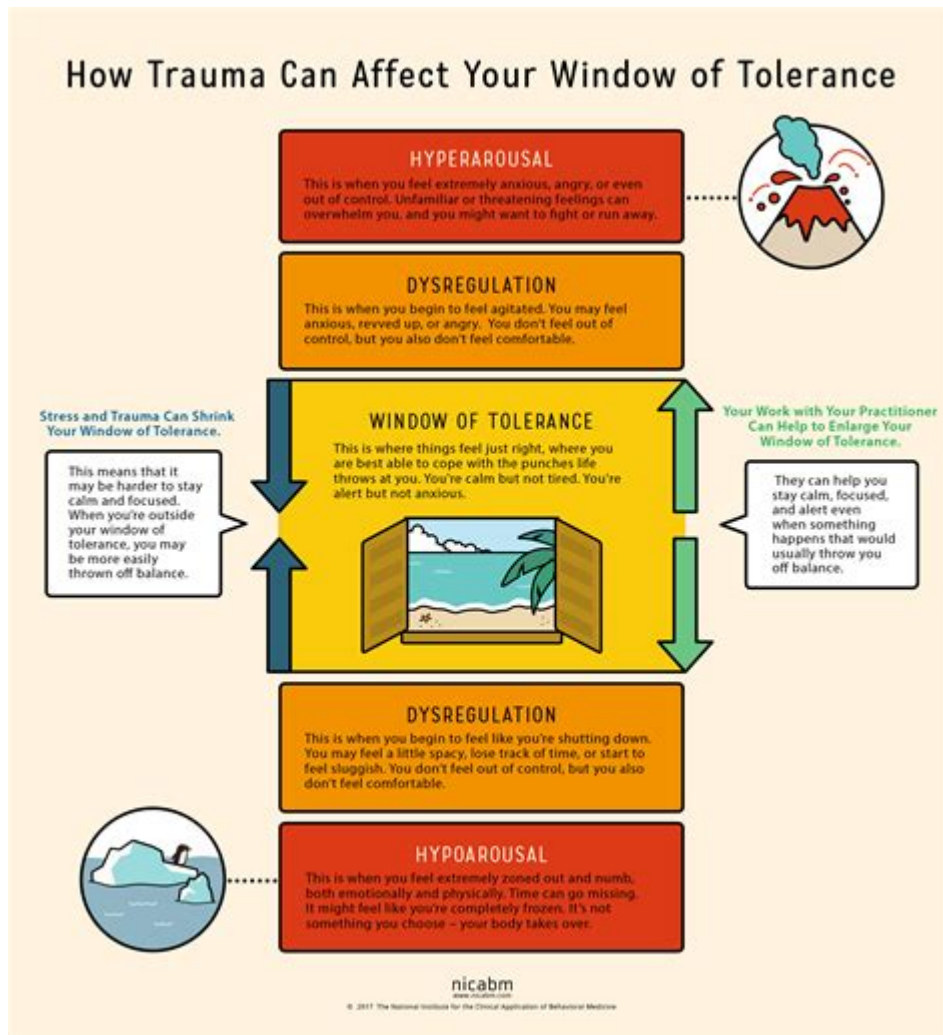 How Trauma Can Affect Your Window of Tolerance
HYPERAROUSAL
This is when you feel extremely anxious, angry, or even
out of control. Unfamiliar or threatening feelings can
overwhelm you, and you might want to fight or run away.
DYSREGULATION
This is when you begin to feel agitated. You may feel
anxious, revved up, or angry. You don't feel out of
control, but you also don't feel comfortable.
Stress and Trauma Can Shrink
Your Window of Tolerance.
This means that it
may be harder to stay
calm and focused.
When you're outside
your window of
tolerance, you may
be more easily
thrown off balance.
WINDOW OF TOLERANCE
This is where things feel just right, where you
are best able to cope with the punches life
throws at you. You're calm but not tired. You're
alert but not anxious.
Your Work with Your Practitioner
Can Help to Enlarge Your
Window of Tolerance.
They can help you
stay calm, focused,
and alert even
when something
happens that would
usually throw you
off balance.
DYSREGULATION
This is when you begin to feel like you're shutting down.
You may feel a little spacy, lose track of time, or start to
feel sluggish. You don't feel out of control, but you also
don't feel comfortable.
HYPOAROUSAL
This is when you feel extremely zoned out and numb,
both emotionally and physically. Time can go missing.
It might feel like you're completely frozen. It's not
something you choose – your body takes over.
nicabm
www.nicabm.com
© 2017 The National Institute for the Clinical Application of Behavioral Medicine